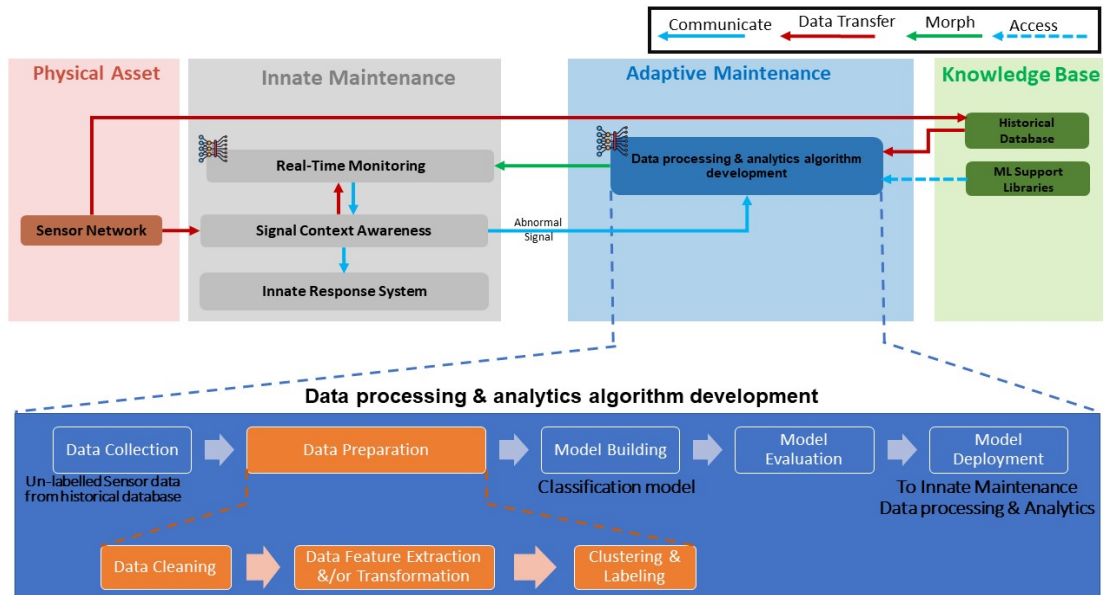 Communicate
Data Transfer
Morph
Access
Physical Asset
Innate Maintenance
Adaptive Maintenance
Knowledge Base
Historical
Database
Real-Time Monitoring
Data processing & analytics algorithm
development
ML Support
Libraries
Sensor Network
Signal Context Awareness
Abnormal
Signal
Innate Response System
Data processing & analytics algorithm development
Data Collection
Data Preparation
Model Building
Model
Evaluation
Model
Deployment
Un-labelled Sensor data
from historical database
Classification model
To Innate Maintenance
Data processing & Analytics
Data Cleaning
Data Feature Extraction
&/or Transformation
Clustering &
Labeling